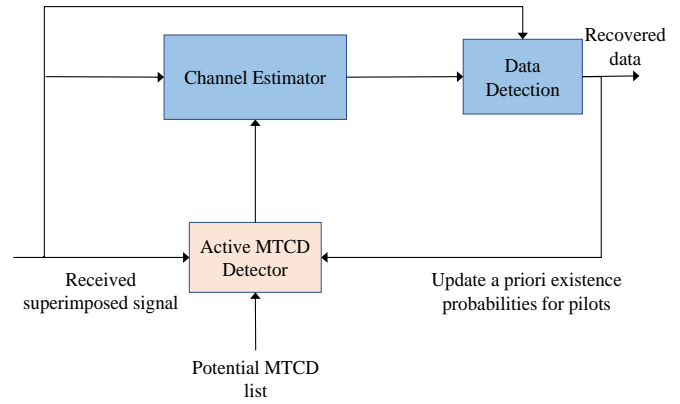 Recovered
data
Channel Estimator
Data
Detection
Active MTCD
Detector
Received
superimposed signal
Update a priori existence
probabilities for pilots
Potential MTCD
list